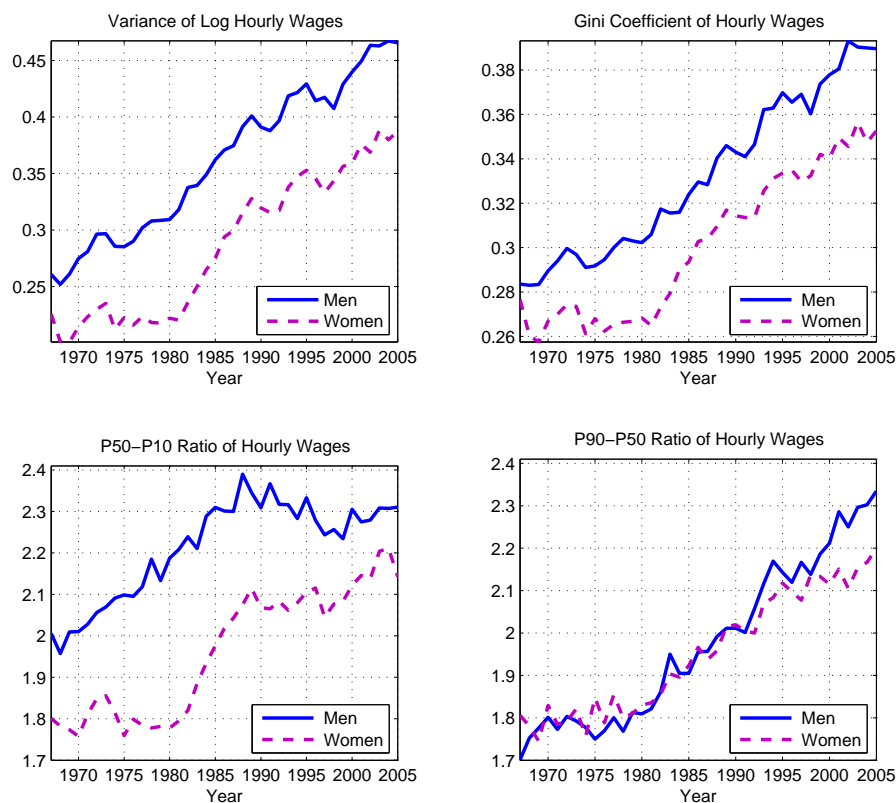 Variance of Log Hourly Wages
0.45
0.4
0.35
0.3
0.25
Men
Women
1970 1975 1980 1985 1990 1995 2000 2005
Year
Gini Coefficient of Hourly Wages
0.38
0.36
0.34
0.32
0.3
0.28
0.26
Men
Women
1970 1975 1980 1985 1990 1995 2000 2005
Year
P50−P10 Ratio of Hourly Wages
2.4
2.3
2.2
2.1
2
1.9
1.8
1.7
Men
Women
1970 1975 1980 1985 1990 1995 2000 2005
Year
P90−P50 Ratio of Hourly Wages
2.4
2.3
2.2
2.1
2
1.9
1.8
1.7
Men
Women
1970 1975 1980 1985 1990 1995 2000 2005
Year